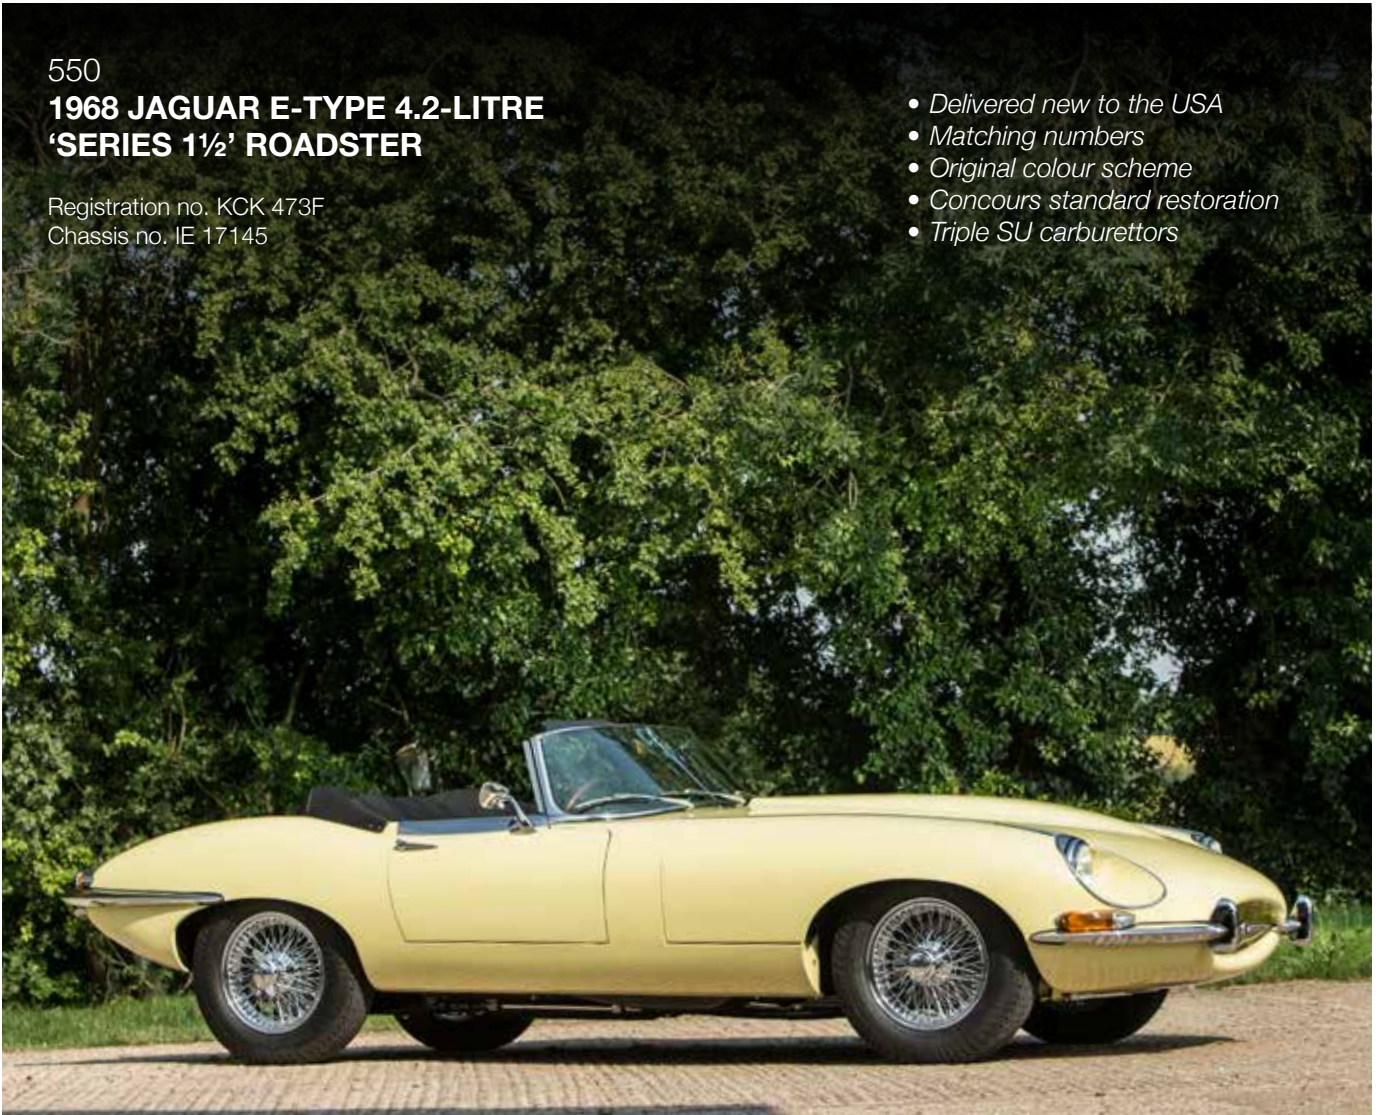 550
1968 JAGUAR E-TYPE 4.2-LITRE
‘SERIES 1½’ ROADSTER
Registration no. KCK 473F
Chassis no. IE 17145
• Delivered new to the USA
• Matching numbers
• Original colour scheme
• Concours standard restoration
• Triple SU carburettors